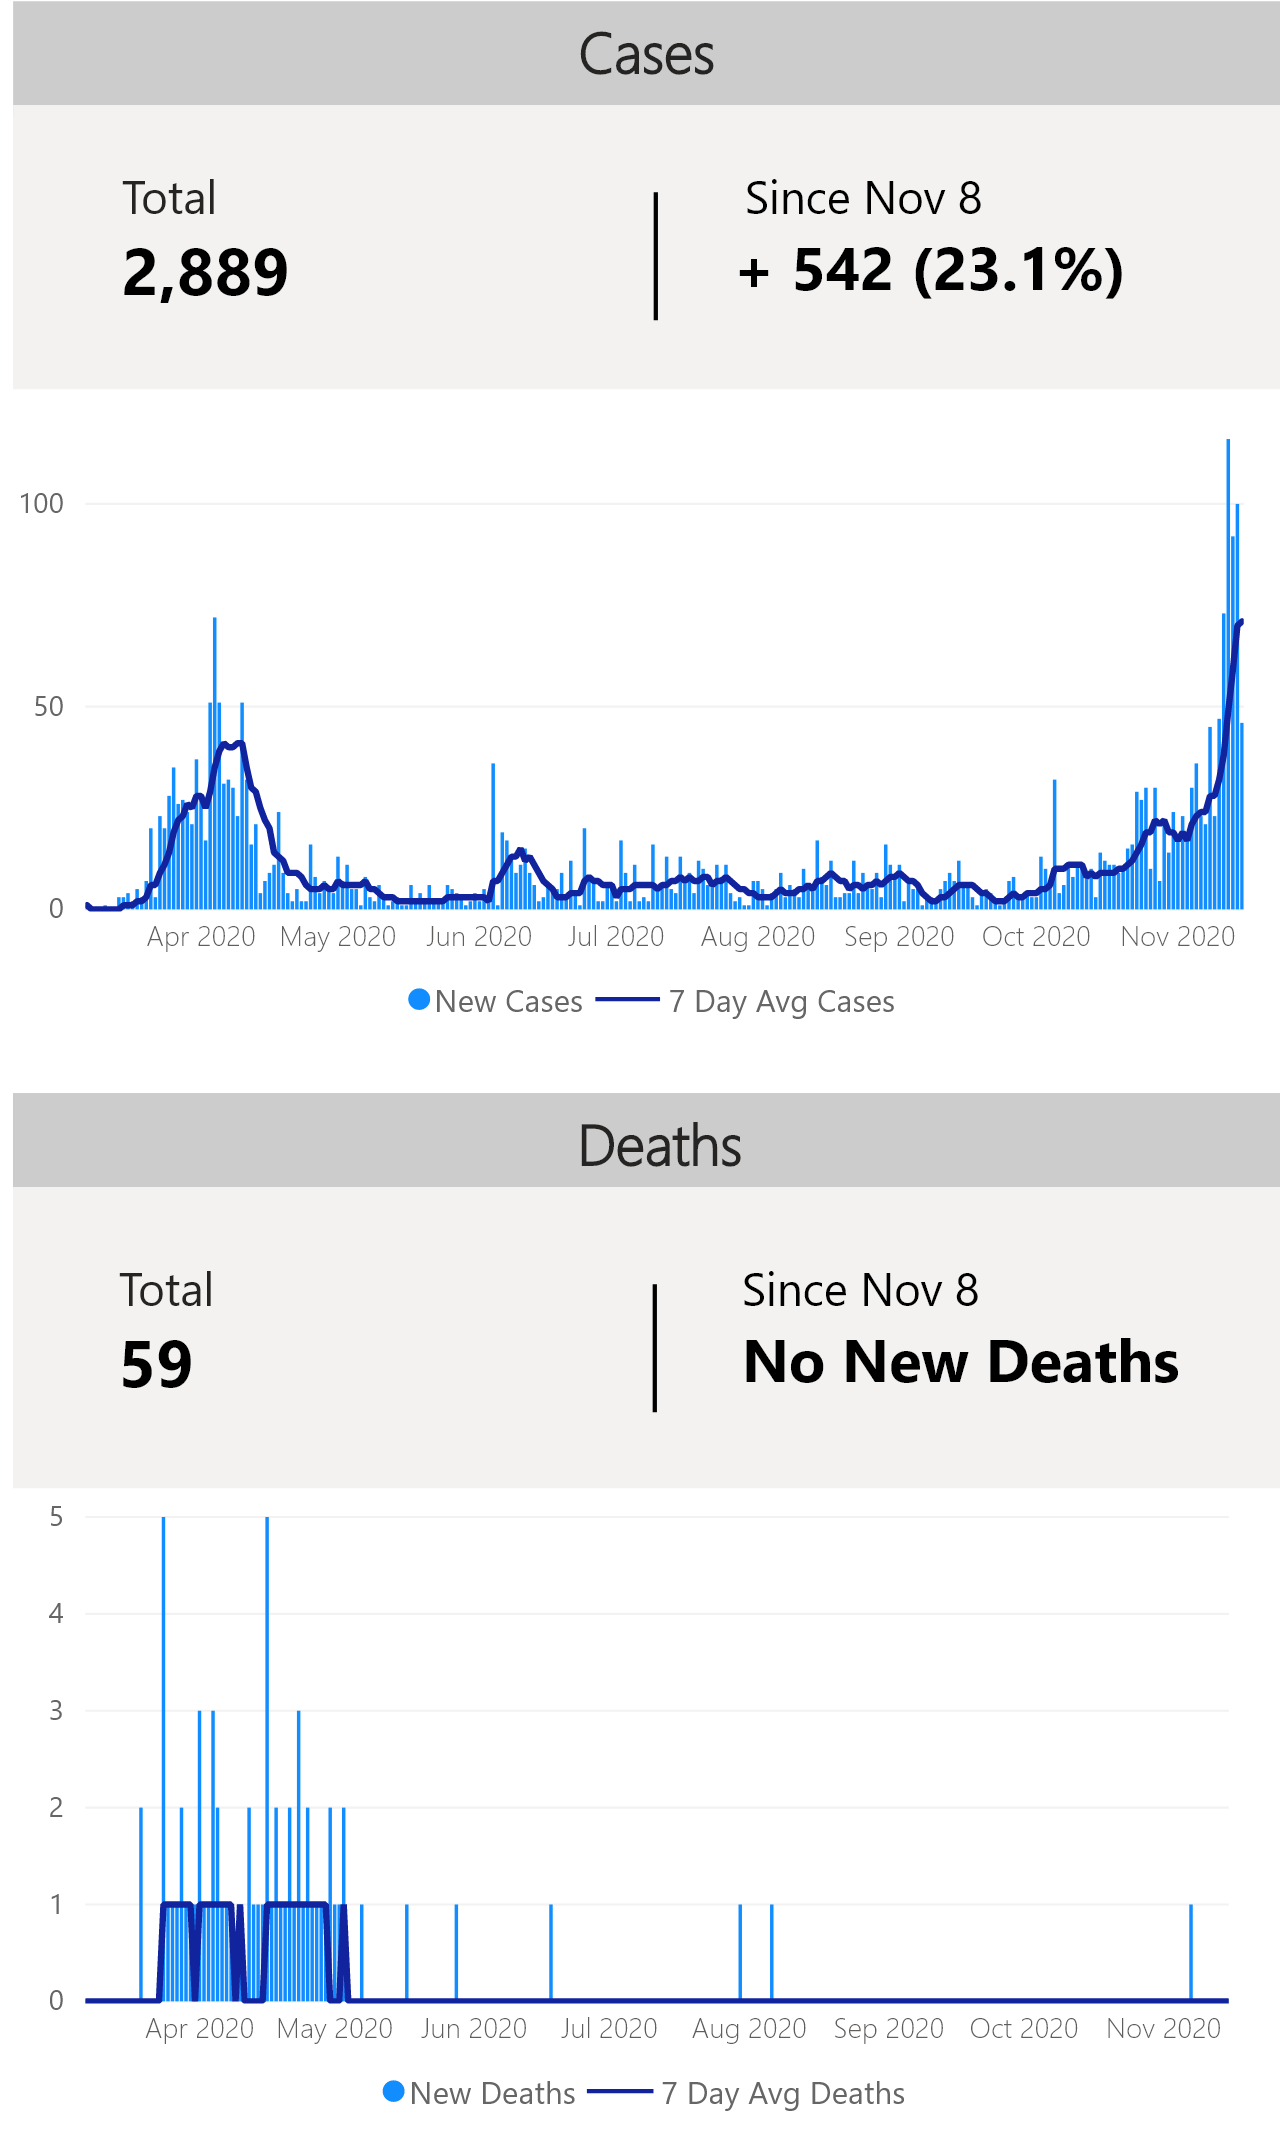 Cases
Total
2,889
Since Nov 8
+ 542 (23.1%)
100
50
0
Apr 2020 May 2020 Jun 2020 Jul 2020 Aug 2020 Sep 2020 Oct 2020 Nov 2020
New Cases 7 Day Avg Cases
Deaths
Total
59
Since Nov 8
No New Deaths
5
4
3
2
1
0
Apr 2020 May 2020 Jun 2020 Jul 2020 Aug 2020 Sep 2020 Oct 2020 Nov 2020
New Deaths 7 Day Avg Deaths